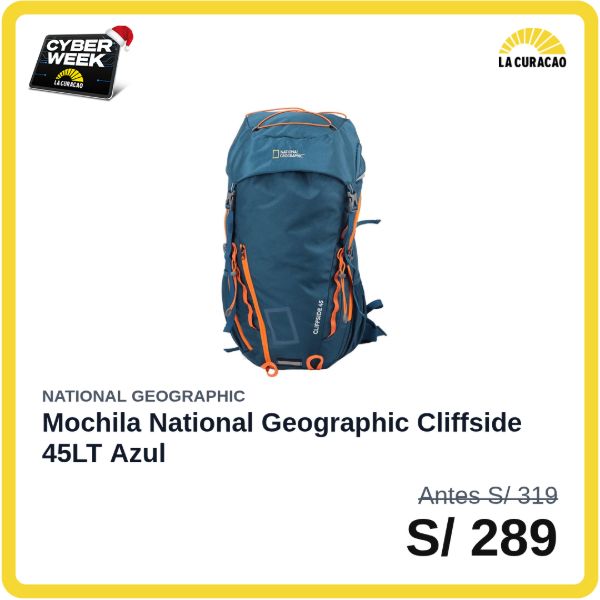 CYBER
WEEK
LA CURACAO
LA CURACAO
NATIONAL
GEOGRAPHIC
CLIFFSIDE 45
NATIONAL GEOGRAPHIC
Mochila National Geographic Cliffside
45LT Azul
Antes S/ 319
S/ 289